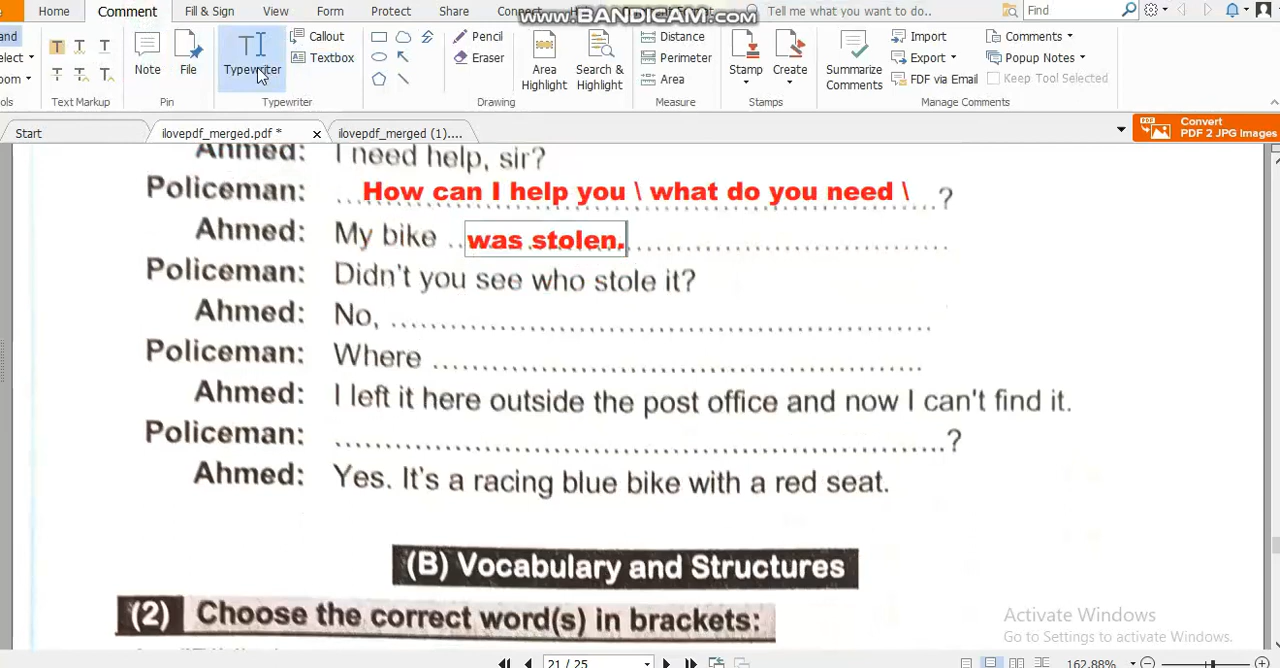 www.BANDICAM.com
Home Comment Fill & Sign View Form Protect Share Connect Tell me what you want to do.. Find
Note File Typewriter Callout Textbox Pencil Eraser Area Highlight Search & Highlight Distance Perimeter Area Stamp Create Summarize Comments Import Export FDF via Email Comments Popup Notes Keep Tool Selected
Text Markup Pin Typewriter Drawing Measure Stamps Manage Comments
Start ilovepdf_merged.pdf * ilovepdf_merged (1)....
Convert
PDF 2 JPG Images
Ahmed: I need help, sir?
Policeman: ...How can I help you \ what do you need \ ...?
Ahmed: My bike ..was stolen.......................................
Policeman: Didn't you see who stole it?
Ahmed: No, ..........................................................
Policeman: Where ..........................................................
Ahmed: I left it here outside the post office and now I can't find it.
Policeman: ..........................................................?
Ahmed: Yes. It's a racing blue bike with a red seat.
(B) Vocabulary and Structures
(2) Choose the correct word(s) in brackets:
Activate Windows
Go to Settings to activate Windows.
21 / 25 162.88%